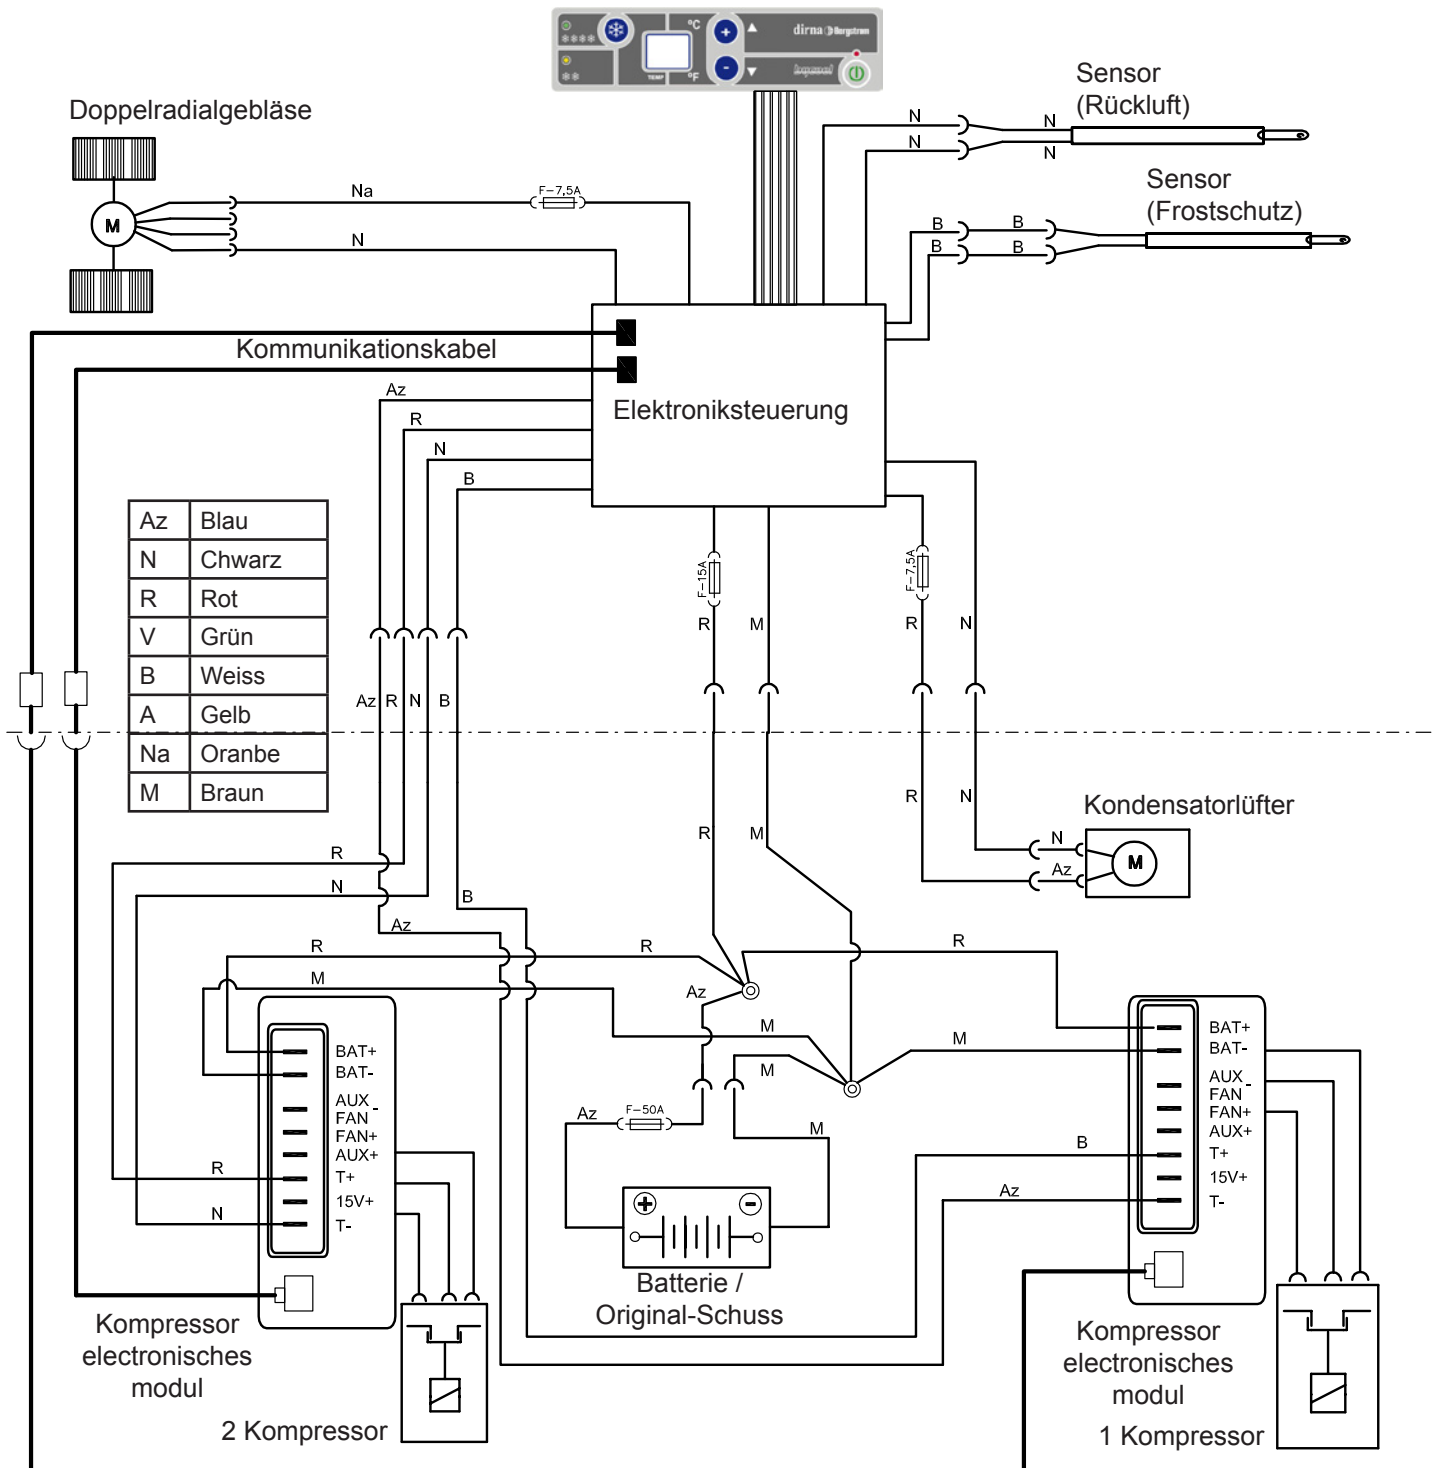 °C
dirna Bergstrom
TEMP
°F
Doppelradialgebläse
Sensor
(Rückluft)
N
N
N
N
Sensor
(Frostschutz)
Na
F-7,5A
M
N
B
B
B
B
Kommunikationskabel
Elektroniksteuerung
Az
R
N
B
Az Blau
N Chwarz
R Rot
V Grün
B Weiss
A Gelb
Na Oranbe
M Braun
F-15A
F-7,5A
R
M
R
N
Az
R
N
B
R
N
Kondensatorlüfter
R
M
N
Az
M
R
N
B
Az
R
R
R
M
Az
M
M
M
BAT+
BAT-
AUX -
FAN
FAN+
AUX+
T+
15V+
T-
R
N
Az
F-50A
M
+
-
Batterie /
Original-Schuss
BAT+
BAT-
AUX -
FAN
FAN+
AUX+
T+
15V+
T-
B
Az
Kompressor
electronisches
modul
2 Kompressor
Kompressor
electronisches
modul
1 Kompressor